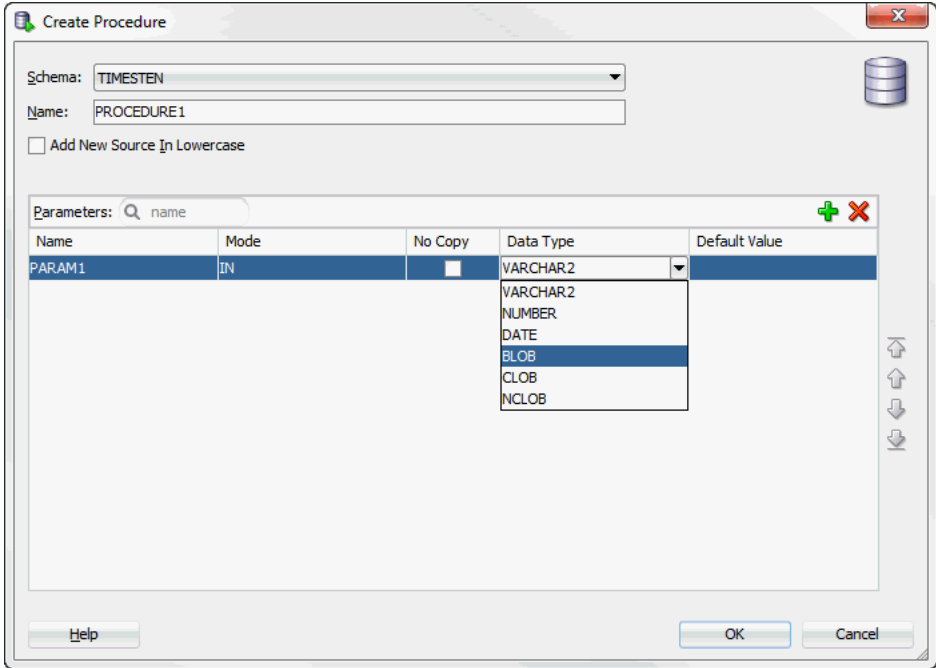 Create Procedure
Schema: TIMESTEN
Name: PROCEDURE1
Add New Source In Lowercase
Parameters: name
Name Mode No Copy Data Type Default Value
PARAM1 IN VARCHAR2
VARCHAR2
NUMBER
DATE
BLOB
CLOB
NCLOB
Help OK Cancel